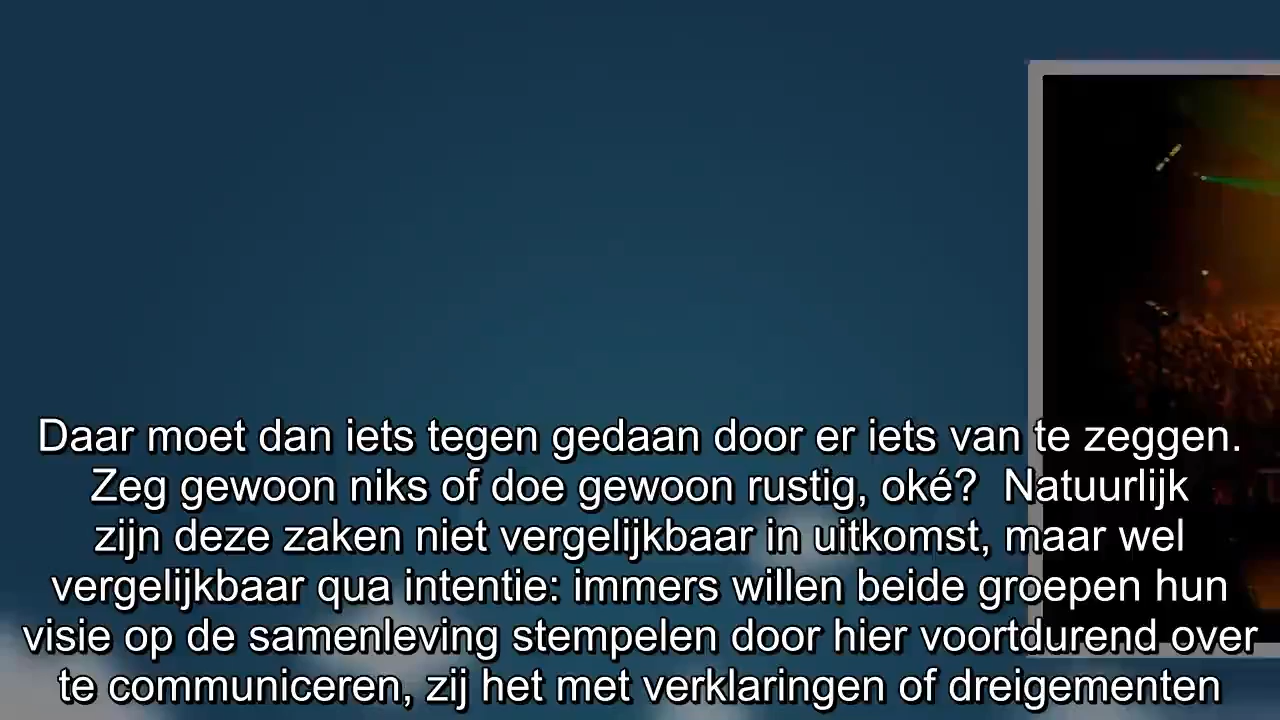 Daar moet dan iets tegen gedaan door er iets van te zeggen.
Zeg gewoon niks of doe gewoon rustig, oké?  Natuurlijk
zijn deze zaken niet vergelijkbaar in uitkomst, maar wel
vergelijkbaar qua intentie: immers willen beide groepen hun
visie op de samenleving stempelen door hier voortdurend over
te communiceren, zij het met verklaringen of dreigementen